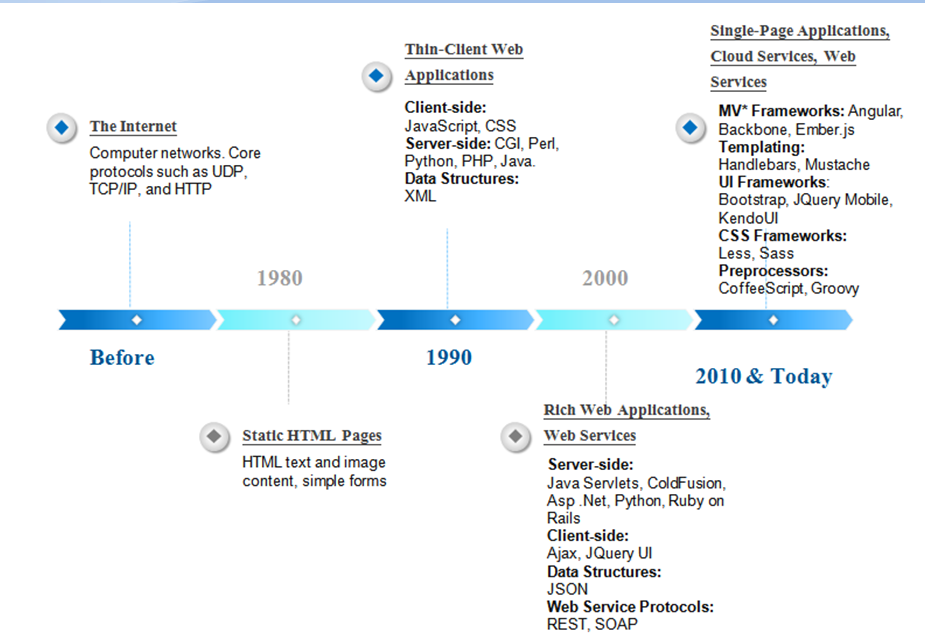 The Internet
Computer networks. Core
protocols such as UDP,
TCP/IP, and HTTP
Thin-Client Web
Applications
Client-side:
JavaScript, CSS
Server-side: CGI, Perl,
Python, PHP, Java.
Data Structures:
XML
Single-Page Applications,
Cloud Services, Web
Services
MV* Frameworks: Angular,
Backbone, Ember.js
Templating:
Handlebars, Mustache
UI Frameworks:
Bootstrap, JQuery Mobile,
KendoUI
CSS Frameworks:
Less, Sass
Preprocessors:
CoffeeScript, Groovy
1980
2000
Before
1990
2010 & Today
Static HTML Pages
HTML text and image
content, simple forms
Rich Web Applications,
Web Services
Server-side:
Java Servlets, ColdFusion,
Asp .Net, Python, Ruby on
Rails
Client-side:
Ajax, JQuery UI
Data Structures:
JSON
Web Service Protocols:
REST, SOAP